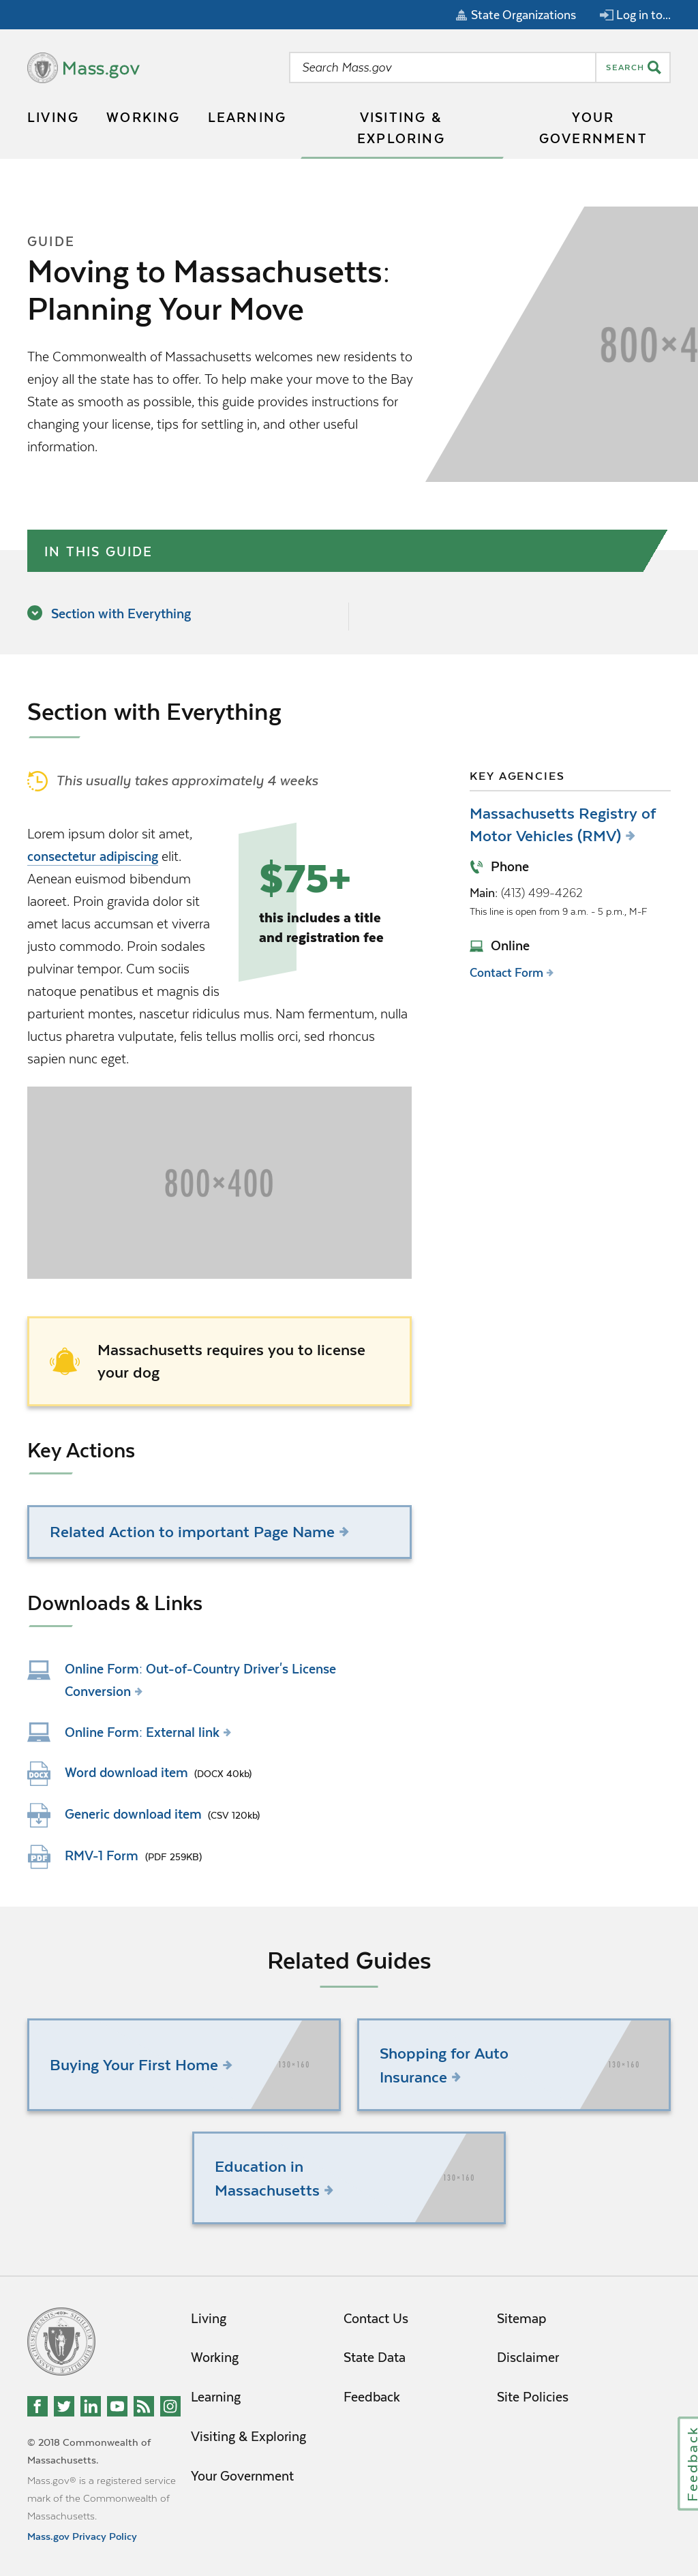 State Organizations
Log in to...
Mass.gov
Search Mass.gov
SEARCH
LIVING
WORKING
LEARNING
VISITING &
EXPLORING
YOUR
GOVERNMENT
GUIDE
Moving to Massachusetts:
Planning Your Move
The Commonwealth of Massachusetts welcomes new residents to
enjoy all the state has to offer. To help make your move to the Bay
State as smooth as possible, this guide provides instructions for
changing your license, tips for settling in, and other useful
information.
800×4
IN THIS GUIDE
Section with Everything
Section with Everything
This usually takes approximately 4 weeks
Lorem ipsum dolor sit amet,
consectetur adipiscing elit.
Aenean euismod bibendum
laoreet. Proin gravida dolor sit
amet lacus accumsan et viverra
justo commodo. Proin sodales
pulvinar tempor. Cum sociis
natoque penatibus et magnis dis
parturient montes, nascetur ridiculus mus. Nam fermentum, nulla
luctus pharetra vulputate, felis tellus mollis orci, sed rhoncus
sapien nunc eget.
$75+
this includes a title
and registration fee
800×400
Massachusetts requires you to license
your dog
Key Actions
Related Action to important Page Name
Downloads & Links
Online Form: Out-of-Country Driver's License
Conversion
Online Form: External link
DOCX
Word download item (DOCX 40kb)
Generic download item (CSV 120kb)
PDF
RMV-1 Form (PDF 259KB)
KEY AGENCIES
Massachusetts Registry of
Motor Vehicles (RMV)
Phone
Main: (413) 499-4262
This line is open from 9 a.m. - 5 p.m., M-F
Online
Contact Form
Related Guides
Buying Your First Home
130×160
Shopping for Auto
Insurance
130×160
Education in
Massachusetts
130×160
Living
Working
Learning
Visiting & Exploring
Your Government
Contact Us
State Data
Feedback
Sitemap
Disclaimer
Site Policies
© 2018 Commonwealth of
Massachusetts.
Mass.gov® is a registered service
mark of the Commonwealth of
Massachusetts.
Mass.gov Privacy Policy
Feedback